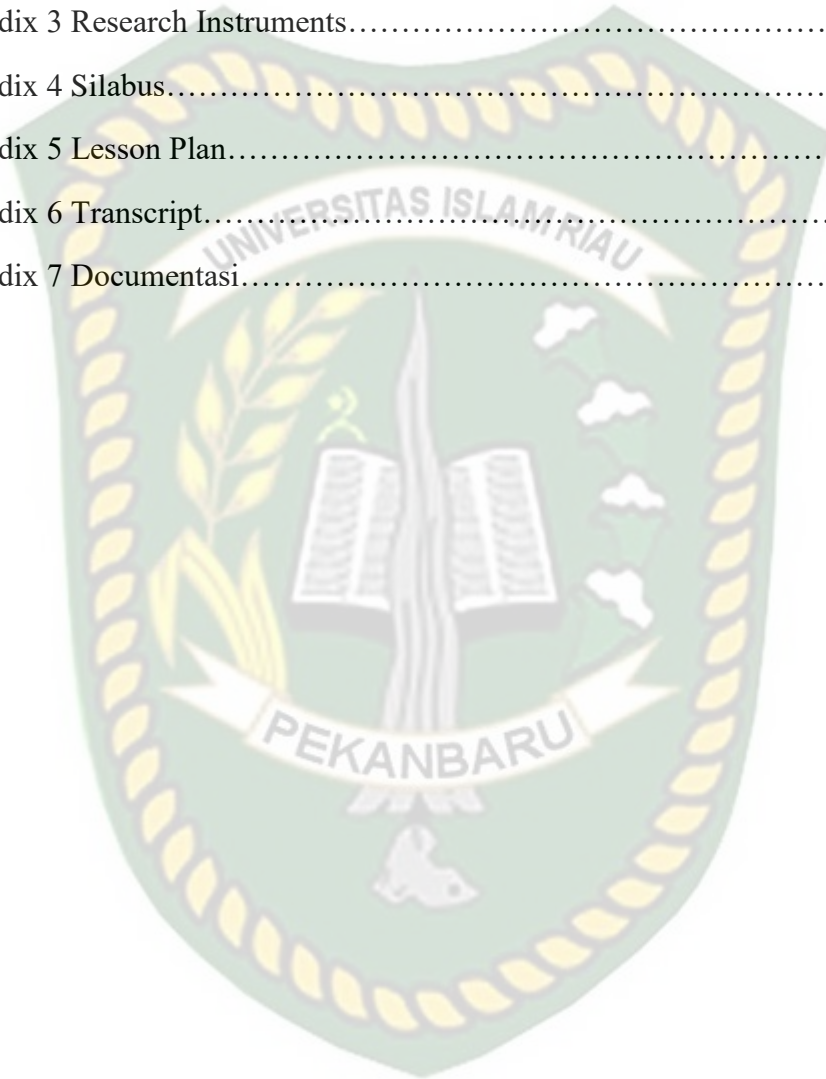 dix 3 Research Instruments……………………………………………
dix 4 Silabus……………………………………………………………
dix 5 Lesson Plan………………………………………………………
dix 6 Transcript…………………………………………………………
dix 7 Documentasi………………………………………………………
UNIVERSITAS ISLAM RIAU
PEKANBARU